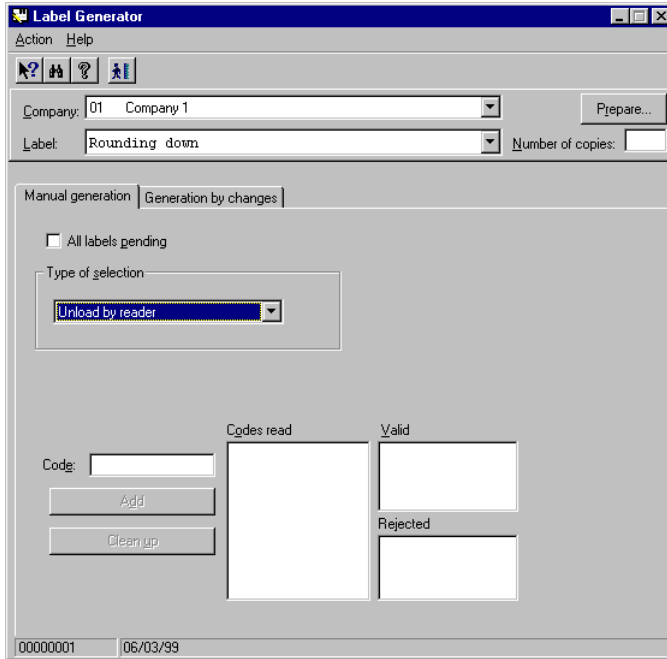 Label Generator
Action Help
Company: 01 Company 1 Prepare...
Label: Rounding down Number of copies:
Manual generation Generation by changes
All labels pending
Type of selection
Unload by reader
Codes read Valid
Code:
Add
Rejected
Clean up
00000001 06/03/99